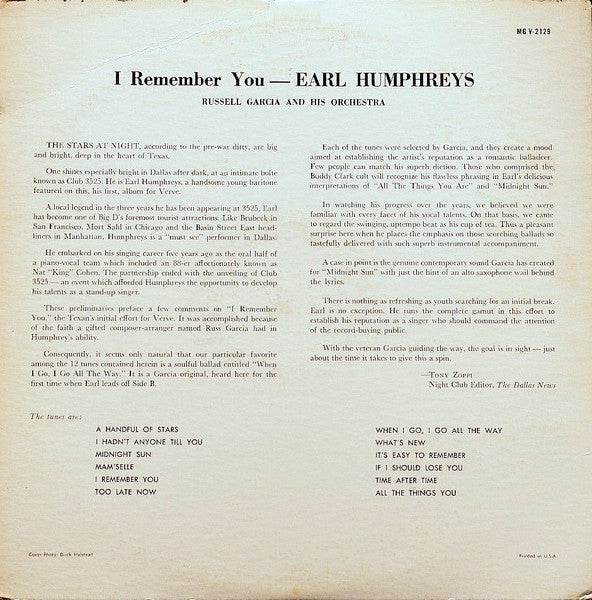 MG V-2129
I Remember You — EARL HUMPHREYS
RUSSELL GARCIA AND HIS ORCHESTRA
THE STARS AT NIGHT, according to the pre-war ditty, are big
and bright, deep in the heart of Texas.
One shines especially bright in Dallas after dark, at an intimate boîte
known as Club 3525. He is Earl Humphreys, a handsome young baritone
featured on this, his first, album for Verve.
A local legend in the three years he has been appearing at 3525, Earl
has become one of Big D's foremost tourist attractions. Like Brubeck in
San Francisco, Mort Sahl in Chicago and the Basin Street East head-
liners in Manhattan, Humphreys is a "must see" performer in Dallas.
He embarked on his singing career five years ago as the oral half of
a piano-vocal team which included an 88-er affectionately known as
Nat "King" Cohen. The partnership ended with the unveiling of Club
3525 — an event which afforded Humphreys the opportunity to develop
his talents as a stand-up singer.
These preliminaries preface a few comments on "I Remember
You," the Texan's initial effort for Verve. It was accomplished because
of the faith a gifted composer-arranger named Russ Garcia had in
Humphrey's ability.
Consequently, it seems only natural that our particular favorite
among the 12 tunes contained herein is a soulful ballad entitled "When
I Go, I Go All The Way." It is a Garcia original, heard here for the
first time when Earl leads off Side B.
Each of the tunes were selected by Garcia, and they create a mood
aimed at establishing the artist's reputation as a romantic balladeer.
Few people can match his superb diction. Those who comprised the
Buddy Clark cult will recognize his flawless phrasing in Earl's delicious
interpretations of "All The Things You Are" and "Midnight Sun."
In watching his progress over the years, we believed we were
familiar with every facet of his vocal talents. On that basis, we came
to regard the swinging, uptempo beat as his cup of tea. Thus a pleasant
surprise here when he places the emphasis on those searching ballads so
tastefully delivered with such superb instrumental accompaniment.
A case in point is the genuine contemporary sound Garcia has created
for "Midnight Sun" with just the hint of an alto saxophone wail behind
the lyrics.
There is nothing as refreshing as youth searching for an initial break.
Earl is no exception. He runs the complete gamut in this effort to
establish his reputation as a singer who should command the attention
of the record-buying public.
With the veteran Garcia guiding the way, the goal is in sight — just
about the time it takes to give this a spin.
—Tony Zoppi
Night Club Editor, The Dallas News
The tunes are:
A HANDFUL OF STARS
I HADN'T ANYONE TILL YOU
MIDNIGHT SUN
MAM'SELLE
I REMEMBER YOU
TOO LATE NOW
WHEN I GO, I GO ALL THE WAY
WHAT'S NEW
IT'S EASY TO REMEMBER
IF I SHOULD LOSE YOU
TIME AFTER TIME
ALL THE THINGS YOU
Cover Photo: Dirck Halstead
Printed in U.S.A.